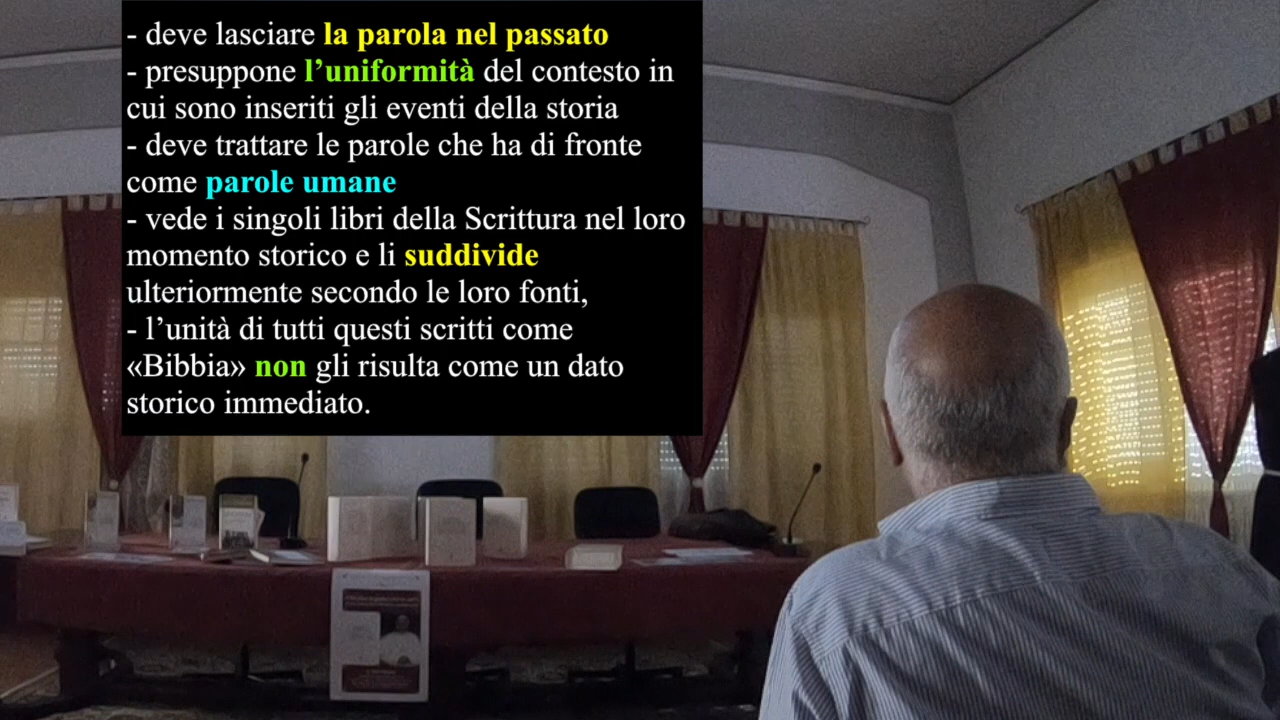 - deve lasciare la parola nel passato
- presuppone l’uniformità del contesto in
cui sono inseriti gli eventi della storia
- deve trattare le parole che ha di fronte
come parole umane
- vede i singoli libri della Scrittura nel loro
momento storico e li suddivide
ulteriormente secondo le loro fonti,
- l’unità di tutti questi scritti come
«Bibbia» non gli risulta come un dato
storico immediato.